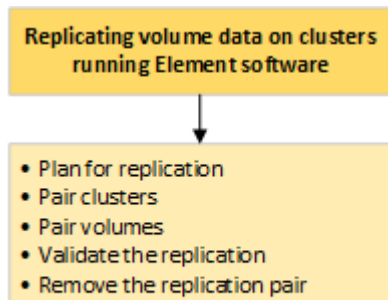 Replicating volume data on clusters
running Element software
• Plan for replication
• Pair clusters
• Pair volumes
• Validate the replication
• Remove the replication pair